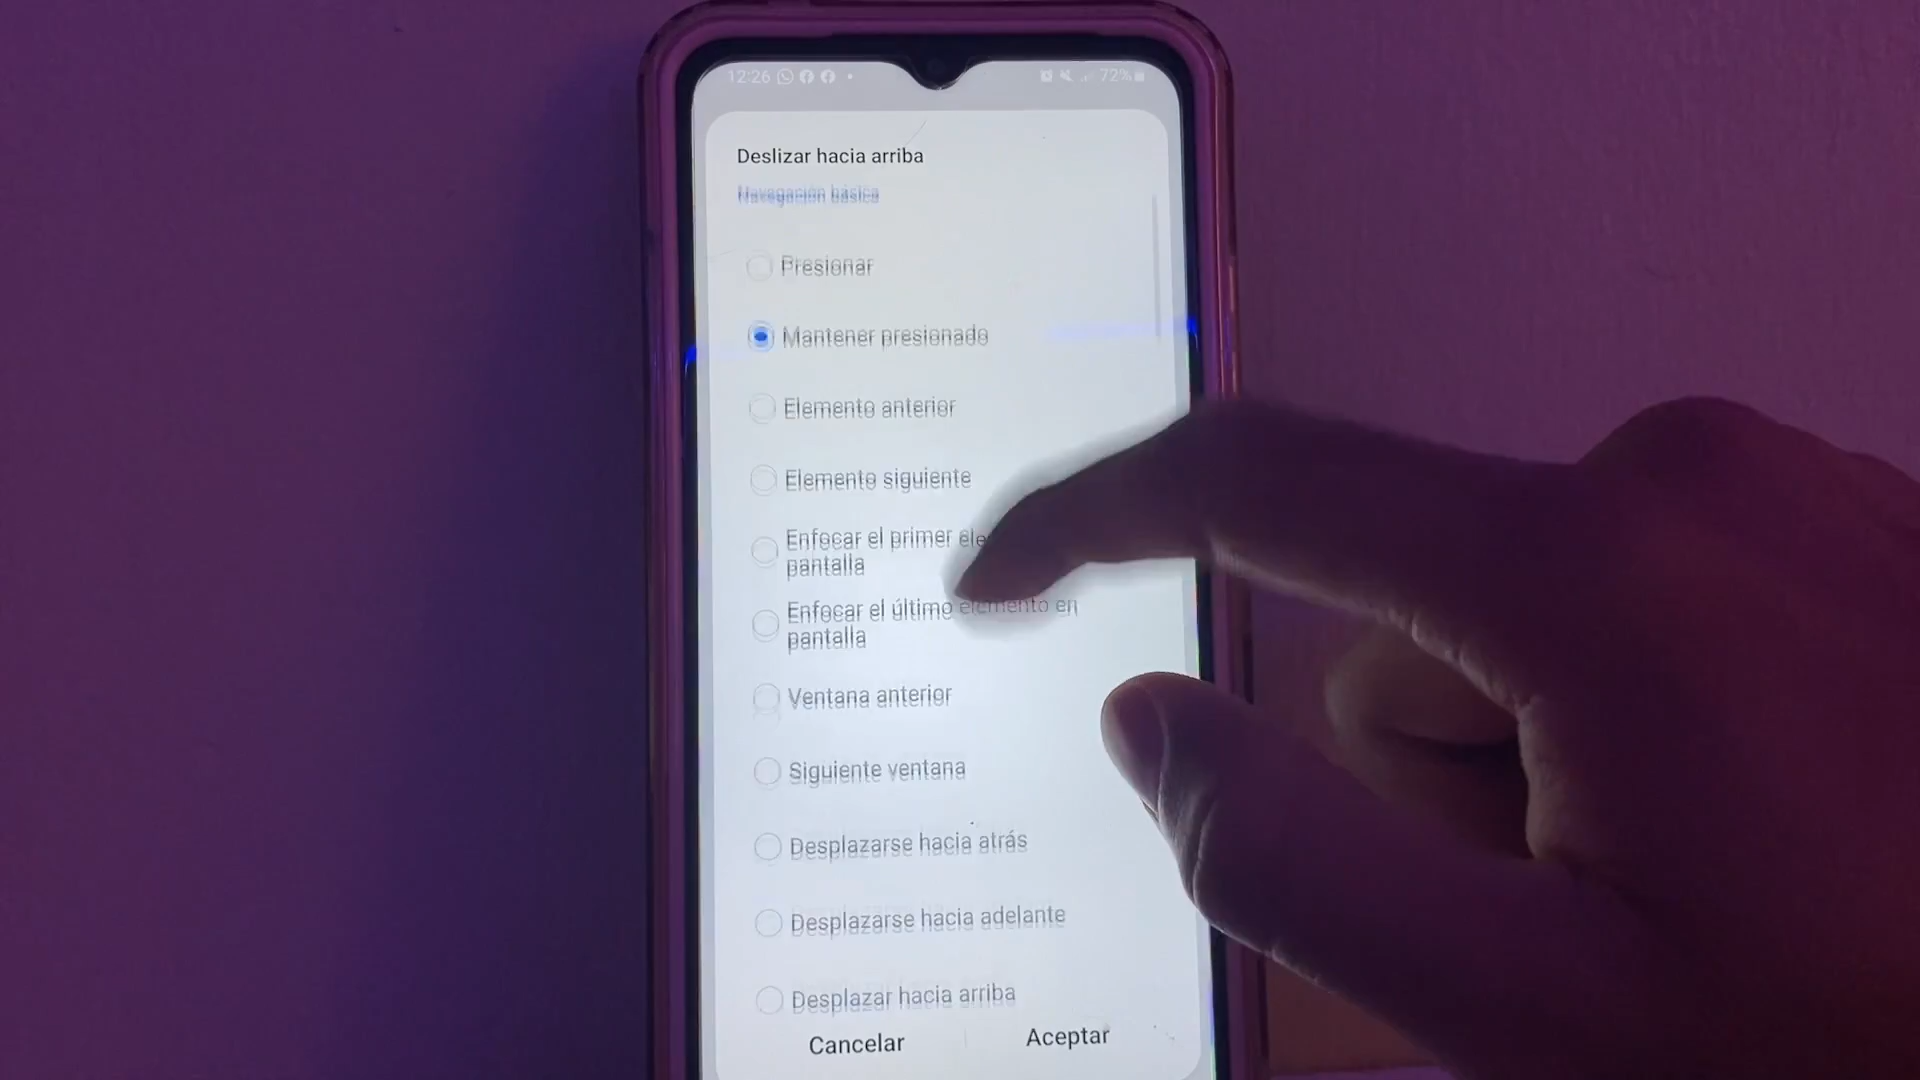 12:26
72%
Deslizar hacia arriba
Navegación básica
Presionar
Mantener presionado
Elemento anterior
Elemento siguiente
Enfocar el primer ele
pantalla
Enfocar el último elemento en
pantalla
Ventana anterior
Siguiente ventana
Desplazarse hacia atrás
Desplazarse hacia adelante
Desplazar hacia arriba
Cancelar
Aceptar